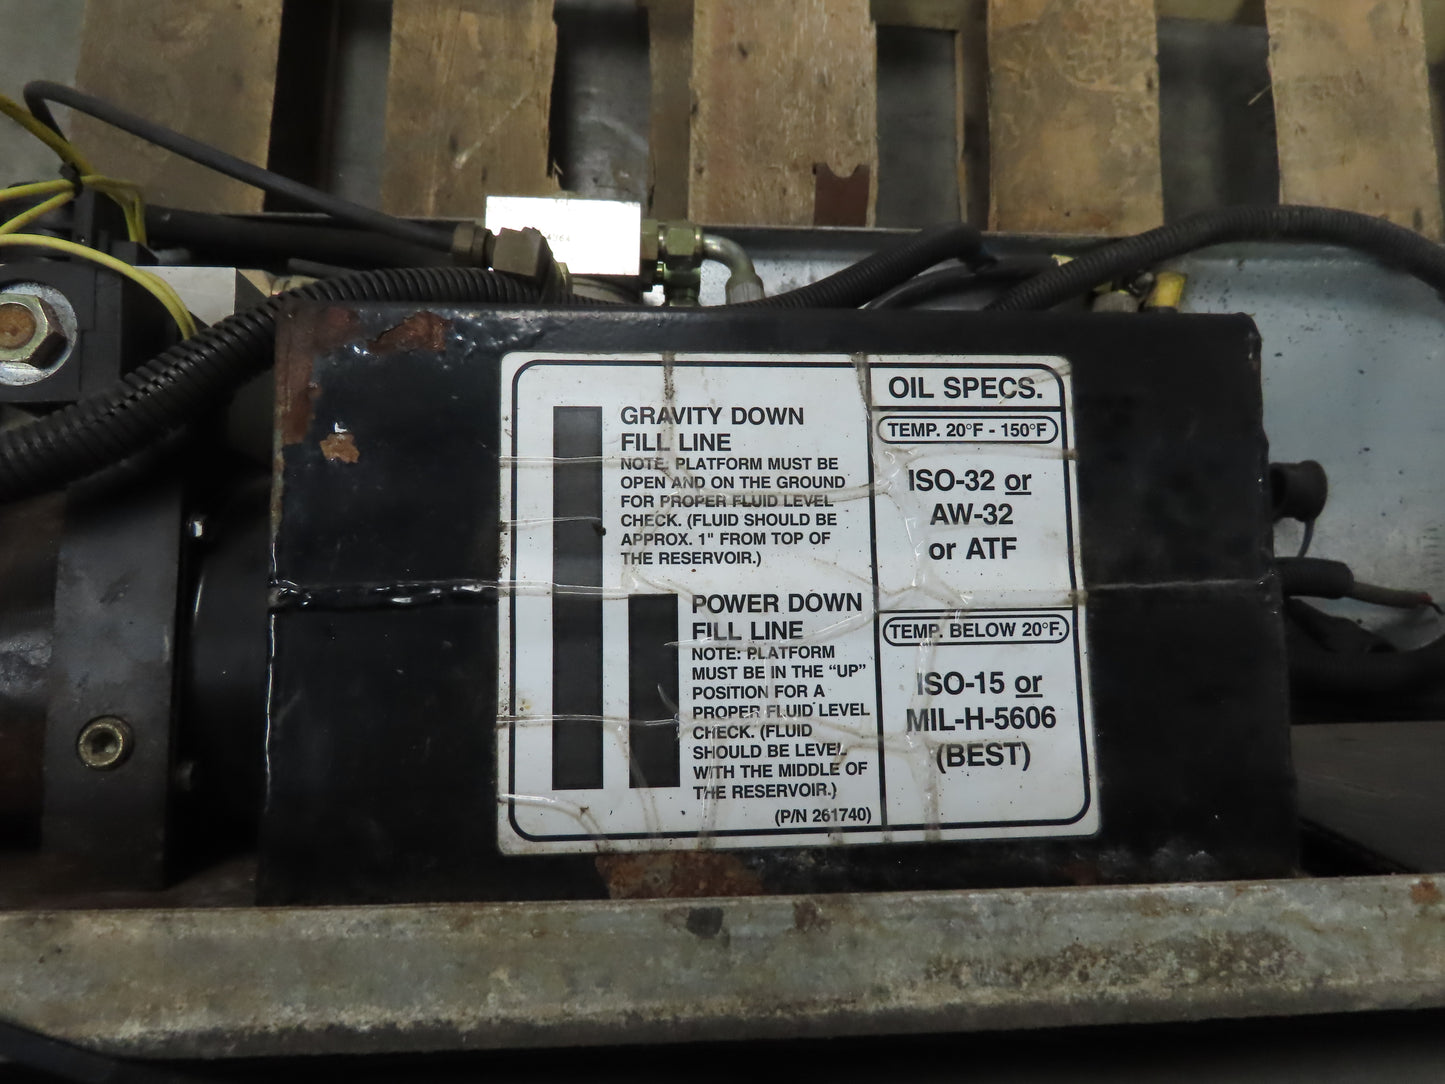 GRAVITY DOWN
FILL LINE
NOTE: PLATFORM MUST BE
OPEN AND ON THE GROUND
FOR PROPER FLUID LEVEL
CHECK. (FLUID SHOULD BE
APPROX. 1" FROM TOP OF
THE RESERVOIR.)
POWER DOWN
FILL LINE
NOTE: PLATFORM
MUST BE IN THE “UP”
POSITION FOR A
PROPER FLUID LEVEL
CHECK. (FLUID
SHOULD BE LEVEL
WITH THE MIDDLE OF
THE RESERVOIR.)
(P/N 261740)
OIL SPECS.
TEMP. 20°F - 150°F
ISO-32 or
AW-32
or ATF
TEMP. BELOW 20°F.
ISO-15 or
MIL-H-5606
(BEST)